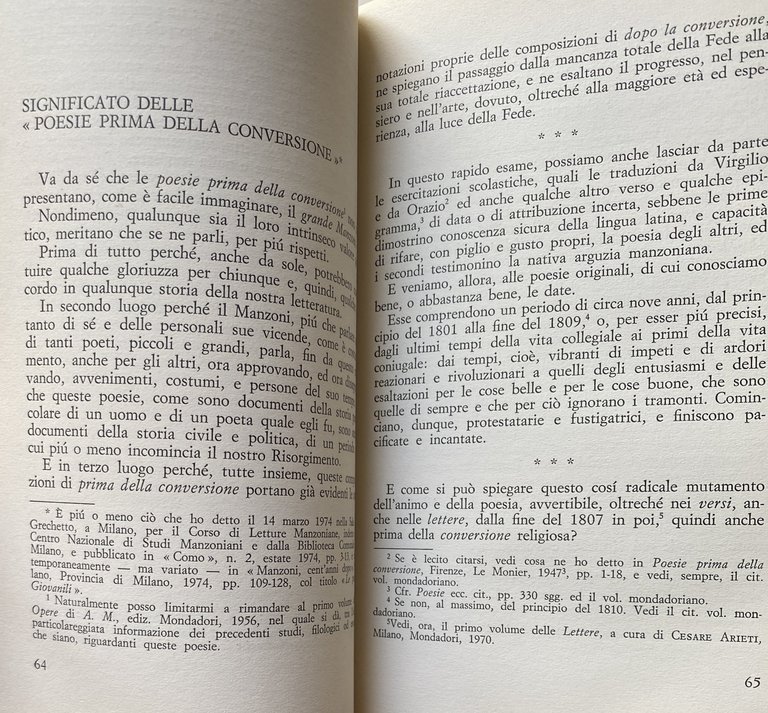 SIGNIFICATO DELLE
« POESIE PRIMA DELLA CONVERSIONE »*
Va da sé che le poesie prima della conversione¹
presentano, come è facile immaginare, il grande
Nondimeno, qualunque sia il loro intrinseco valore
tico, meritano che se ne parli, per piú rispetti.
Prima di tutto perché, anche da sole, potrebbero
tuire qualche gloriuzza per chiunque e, quindi,
cordo in qualunque storia della nostra letteratura.
In secondo luogo perché il Manzoni, piú che parlare
tanto di sé e delle personali sue vicende, come è
di tanti poeti, piccoli e grandi, parla, fin da questo
mento, anche per gli altri, ora approvando, ed ora
vando, avvenimenti, costumi, e persone del suo tempo
che queste poesie, come sono documenti della storia
colare di un uomo e di un poeta quale egli fu, sono
documenti della storia civile e politica, di un periodo
cui piú o meno incomincia il nostro Risorgimento.
E in terzo luogo perché, tutte insieme, queste
zioni di prima della conversione portano già evidenti le
* È piú o meno ciò che ho detto il 14 marzo 1974 nella
Grechetto, a Milano, per il Corso di Letture Manzoniane,
Centro Nazionale di Studi Manzoniani e dalla Biblioteca
Milano, e pubblicato in « Como », n. 2, estate 1974, pp.
temporaneamente — ma variato — in « Manzoni, cent'anni dopo »
lano, Provincia di Milano, 1974, pp. 109-128, col titolo «
Giovanili ».
¹ Naturalmente posso limitarmi a rimandare al primo volume
Opere di A. M., ediz. Mondadori, 1956, nel quale si dà,
particolareggiata informazione dei precedenti studi, filologici od
che siano, riguardanti queste poesie.
64
notazioni proprie delle composizioni di dopo la conversione,
ne spiegano il passaggio dalla mancanza totale della Fede alla
sua totale riaccettazione, e ne esaltano il progresso, nel pen-
siero e nell'arte, dovuto, oltreché alla maggiore età ed espe-
rienza, alla luce della Fede.
* * *
In questo rapido esame, possiamo anche lasciar da parte
le esercitazioni scolastiche, quali le traduzioni da Virgilio
e da Orazio² ed anche qualche altro verso e qualche epi-
gramma,³ di data o di attribuzione incerta, sebbene le prime
dimostrino conoscenza sicura della lingua latina, e capacità
di rifare, con piglio e gusto propri, la poesia degli altri, ed
i secondi testimonino la nativa arguzia manzoniana.
E veniamo, allora, alle poesie originali, di cui conosciamo
bene, o abbastanza bene, le date.
Esse comprendono un periodo di circa nove anni, dal prin-
cipio del 1801 alla fine del 1809,⁴ o, per esser piú precisi,
dagli ultimi tempi della vita collegiale ai primi della vita
coniugale: dai tempi, cioè, vibranti di impeti e di ardori
reazionari e rivoluzionari a quelli degli entusiasmi e delle
esaltazioni per le cose belle e per le cose buone, che sono
quelle di sempre e che per ciò ignorano i tramonti. Comin-
ciano, dunque, protestatarie e fustigatrici, e finiscono pa-
cificate e incantate.
* * *
E come si può spiegare questo cosí radicale mutamento
dell'animo e della poesia, avvertibile, oltreché nei versi, an-
che nelle lettere, dalla fine del 1807 in poi,⁵ quindi anche
prima della conversione religiosa?
² Se è lecito citarsi, vedi cosa ne ho detto in Poesie prima della
conversione, Firenze, Le Monier, 1947³, pp. 1-18, e vedi, sempre, il cit.
vol. mondadoriano.
³ Cfr. Poesie ecc. cit., pp. 330 sgg. ed il vol. mondadoriano.
⁴ Se non, al massimo, del principio del 1810. Vedi il cit. vol. mon-
dadoriano.
⁵Vedi, ora, il primo volume delle Lettere, a cura di CESARE ARIETI,
Milano, Mondadori, 1970.
65